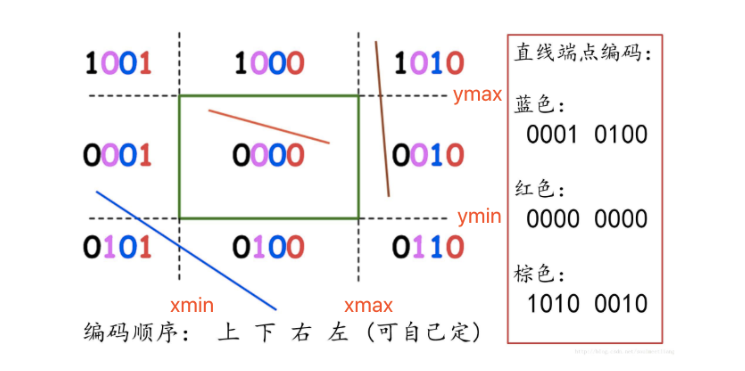 1001 1000 1010
ymax
0001 0000 0010
ymin
0101 0100 0110
xmin xmax
编码顺序： 上 下 右 左 (可自己定)
直线端点编码：
蓝色：
0001 0100
红色：
0000 0000
棕色：
1010 0010